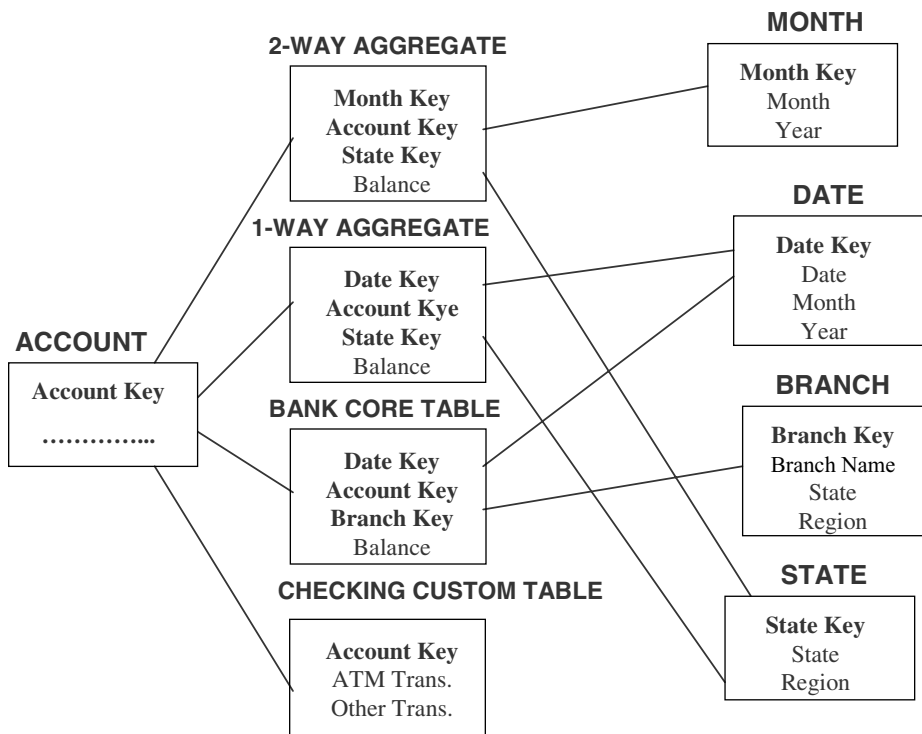 2-WAY AGGREGATE
Month Key
Account Key
State Key
Balance
1-WAY AGGREGATE
Date Key
Account Kye
State Key
Balance
ACCOUNT
Account Key
…………...
BANK CORE TABLE
Date Key
Account Key
Branch Key
Balance
CHECKING CUSTOM TABLE
Account Key
ATM Trans.
Other Trans.
MONTH
Month Key
Month
Year
DATE
Date Key
Date
Month
Year
BRANCH
Branch Key
Branch Name
State
Region
STATE
State Key
State
Region